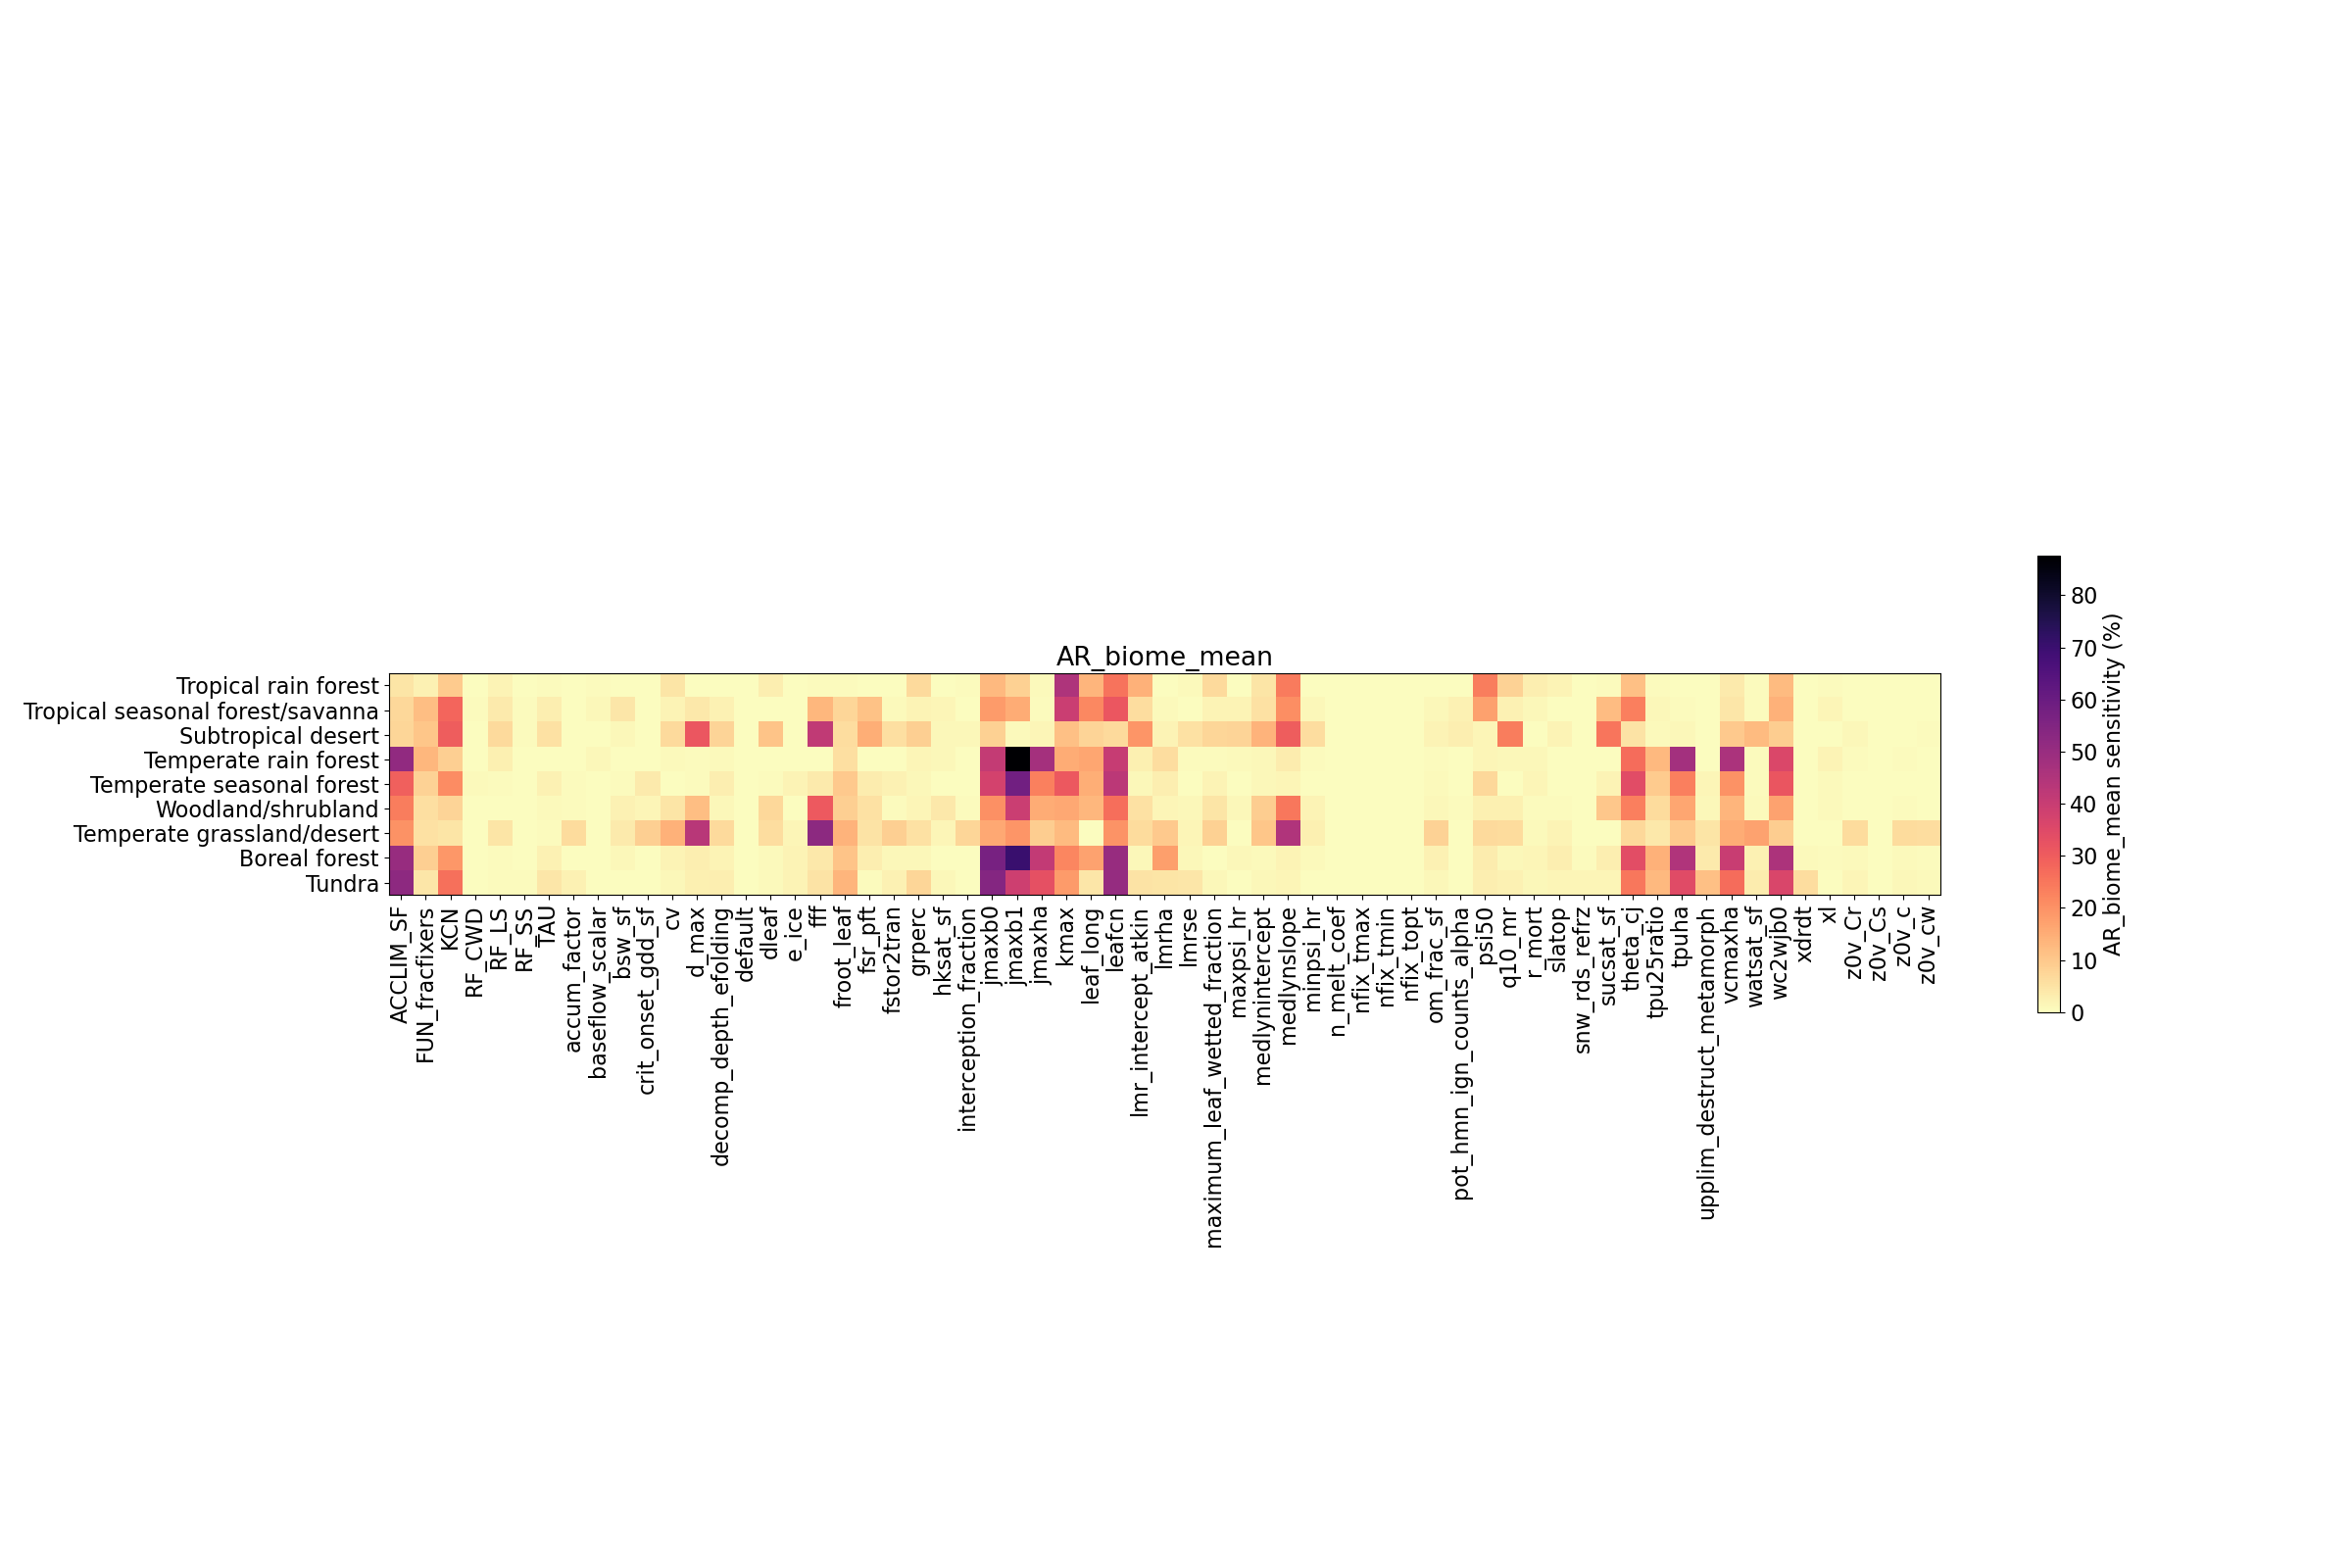 AR_biome_mean
Tropical rain forest
Tropical seasonal forest/savanna
Subtropical desert
Temperate rain forest
Temperate seasonal forest
Woodland/shrubland
Temperate grassland/desert
Boreal forest
Tundra
ACCLIM_SF
FUN_fracfixers
KCN
RF_CWD
RF_LS
RF_SS
TAU
accum_factor
baseflow_scalar
bsw_sf
crit_onset_gdd_sf
cv
d_max
decomp_depth_efolding
default
dleaf
e_ice
fff
froot_leaf
fsr_pft
fstor2tran
grperc
hksat_sf
interception_fraction
jmaxb0
jmaxb1
jmaxha
kmax
leaf_long
leafcn
lmr_intercept_atkin
lmrha
lmrse
maximum_leaf_wetted_fraction
maxpsi_hr
medlynintercept
medlynslope
minpsi_hr
n_melt_coef
nfix_tmax
nfix_tmin
nfix_topt
om_frac_sf
pot_hmn_ign_counts_alpha
psi50
q10_mr
r_mort
slatop
snw_rds_refrz
sucsat_sf
theta_cj
tpu25ratio
tpuha
upplim_destruct_metamorph
vcmaxha
watsat_sf
wc2wjb0
xdrdt
xl
z0v_Cr
z0v_Cs
z0v_c
z0v_cw
80
70
60
50
40
30
20
10
0
AR_biome_mean sensitivity (%)